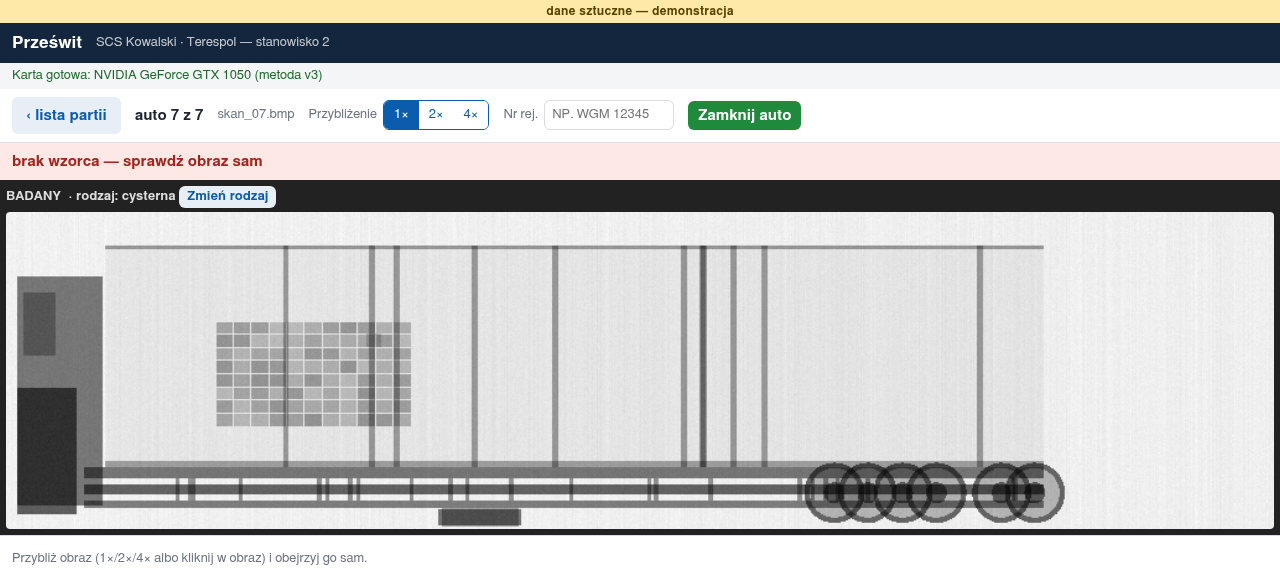 dane sztuczne — demonstracja
Prześwit SCS Kowalski · Terespol — stanowisko 2
Karta gotowa: NVIDIA GeForce GTX 1050 (metoda v3)
‹ lista partii auto 7 z 7 skan_07.bmp Przybliżenie 1× 2× 4× Nr rej. NP. WGM 12345 Zamknij auto
brak wzorca — sprawdź obraz sam
BADANY · rodzaj: cysterna Zmień rodzaj
Przybliż obraz (1×/2×/4× albo kliknij w obraz) i obejrzyj go sam.